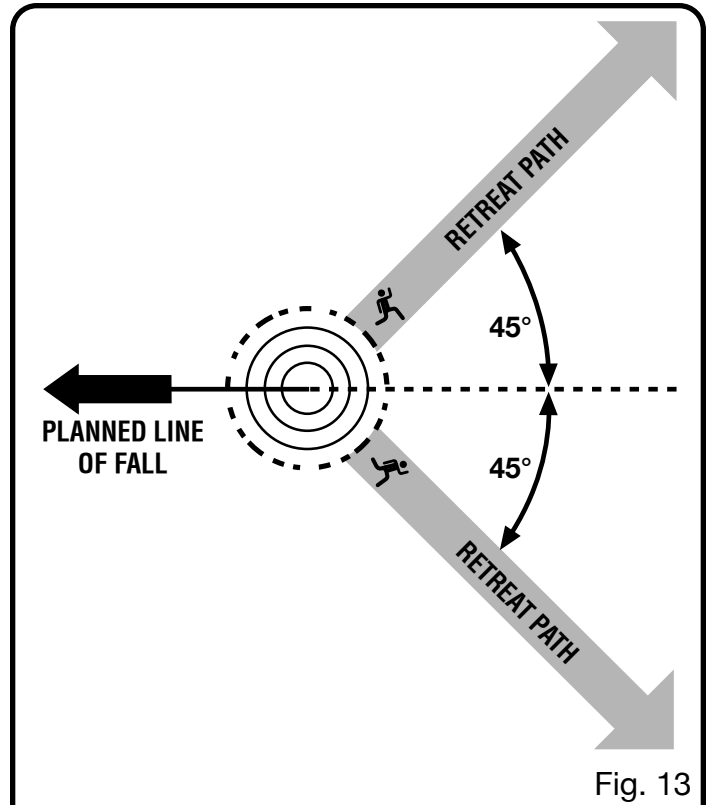 RETREAT PATH
45°
PLANNED LINE
OF FALL
45°
RETREAT PATH
Fig. 13